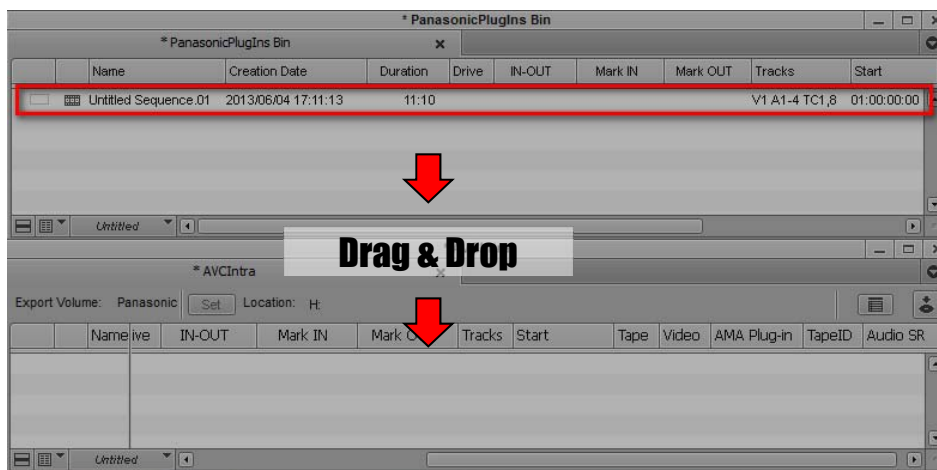 * PanasonicPlugIns Bin
* PanasonicPlugIns Bin
Name Creation Date Duration Drive IN-OUT Mark IN Mark OUT Tracks Start
Untitled Sequence.01 2013/06/04 17:11:13 11:10 V1 A1-4 TC1,8 01:00:00:00
Untitled
Drag & Drop
* AVCIntra
Export Volume: Panasonic Set Location: H:
Name ive IN-OUT Mark IN Mark Tracks Start Tape Video AMA Plug-in TapeID Audio SR
Untitled